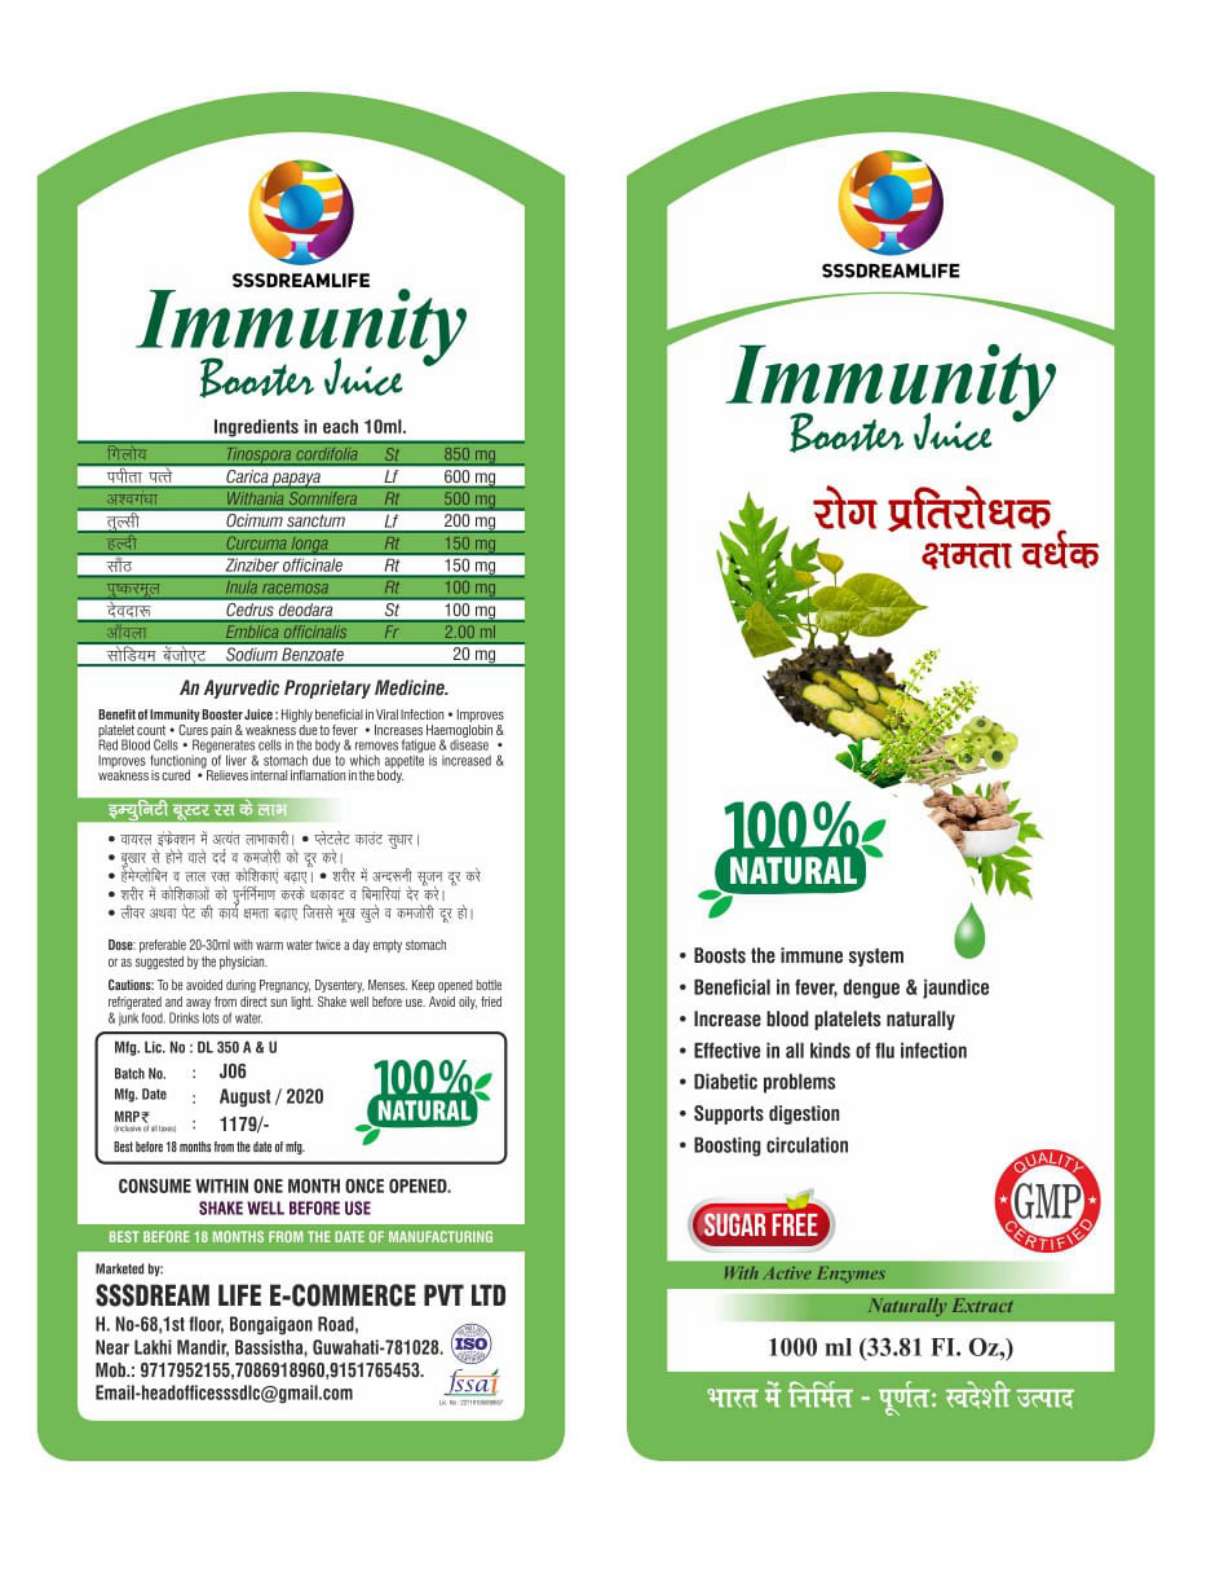 SSSDREAMLIFE
Immunity
Booster Juice
Ingredients in each 10ml.
गिलोय Tinospora cordifolia St 850 mg
पपीता पत्ते Carica papaya Lf 600 mg
अश्वगंधा Withania Somnifera Rt 500 mg
तुल्सी Ocimum sanctum Lf 200 mg
हल्दी Curcuma longa Rt 150 mg
सौंठ Zinziber officinale Rt 150 mg
पुष्करमूल Inula racemosa Rt 100 mg
देवदारू Cedrus deodara St 100 mg
आँवला Emblica officinalis Fr 2.00 ml
सोडियम बेंजोएट Sodium Benzoate 20 mg
An Ayurvedic Proprietary Medicine.
Benefit of Immunity Booster Juice : Highly beneficial in Viral Infection • Improves
platelet count • Cures pain & weakness due to fever • Increases Haemoglobin &
Red Blood Cells • Regenerates cells in the body & removes fatigue & disease •
Improves functioning of liver & stomach due to which appetite is increased &
weakness is cured • Relieves internal inflamation in the body.
इम्युनिटी बूस्टर रस के लाभ
• वायरल इंफ़ेक्शन में अत्यंत लाभाकारी। • प्लेटलेट काउंट सुधार।
• बुखार से होने वाले दर्द व कमजोरी को दूर करे।
• हेमेग्लोबिन व लाल रक्त कोशिकाएं बढ़ाए। • शरीर में अन्दरूनी सूजन दूर करे
• शरीर में कोशिकाओं को पुर्ननिर्माण करके थकावट व बिमारियां देर करे।
• लीवर अथवा पेट की कार्य क्षमता बढ़ाए जिससे भूख खुले व कमजोरी दूर हो।
Dose: preferable 20-30ml with warm water twice a day empty stomach
or as suggested by the physician.
Cautions: To be avoided during Pregnancy, Dysentery, Menses. Keep opened bottle
refrigerated and away from direct sun light. Shake well before use. Avoid oily, fried
& junk food. Drinks lots of water.
Mfg. Lic. No : DL 350 A & U
Batch No. : J06
Mfg. Date : August / 2020
MRP ₹ : 1179/-
(inclusive of all taxes)
Best before 18 months from the date of mfg.
100%
NATURAL
CONSUME WITHIN ONE MONTH ONCE OPENED.
SHAKE WELL BEFORE USE
BEST BEFORE 18 MONTHS FROM THE DATE OF MANUFACTURING
Marketed by:
SSSDREAM LIFE E-COMMERCE PVT LTD
H. No-68,1st floor, Bongaigaon Road,
Near Lakhi Mandir, Bassistha, Guwahati-781028.
Mob.: 9717952155,7086918960,9151765453.
Email-headofficesssdlc@gmail.com
ISO
fssai
SSSDREAMLIFE
Immunity
Booster Juice
रोग प्रतिरोधक
क्षमता वर्धक
100%
NATURAL
• Boosts the immune system
• Beneficial in fever, dengue & jaundice
• Increase blood platelets naturally
• Effective in all kinds of flu infection
• Diabetic problems
• Supports digestion
• Boosting circulation
SUGAR FREE
QUALITY
GMP
CERTIFIED
With Active Enzymes
Naturally Extract
1000 ml (33.81 FI. Oz,)
भारत में निर्मित - पूर्णतः स्वदेशी उत्पाद